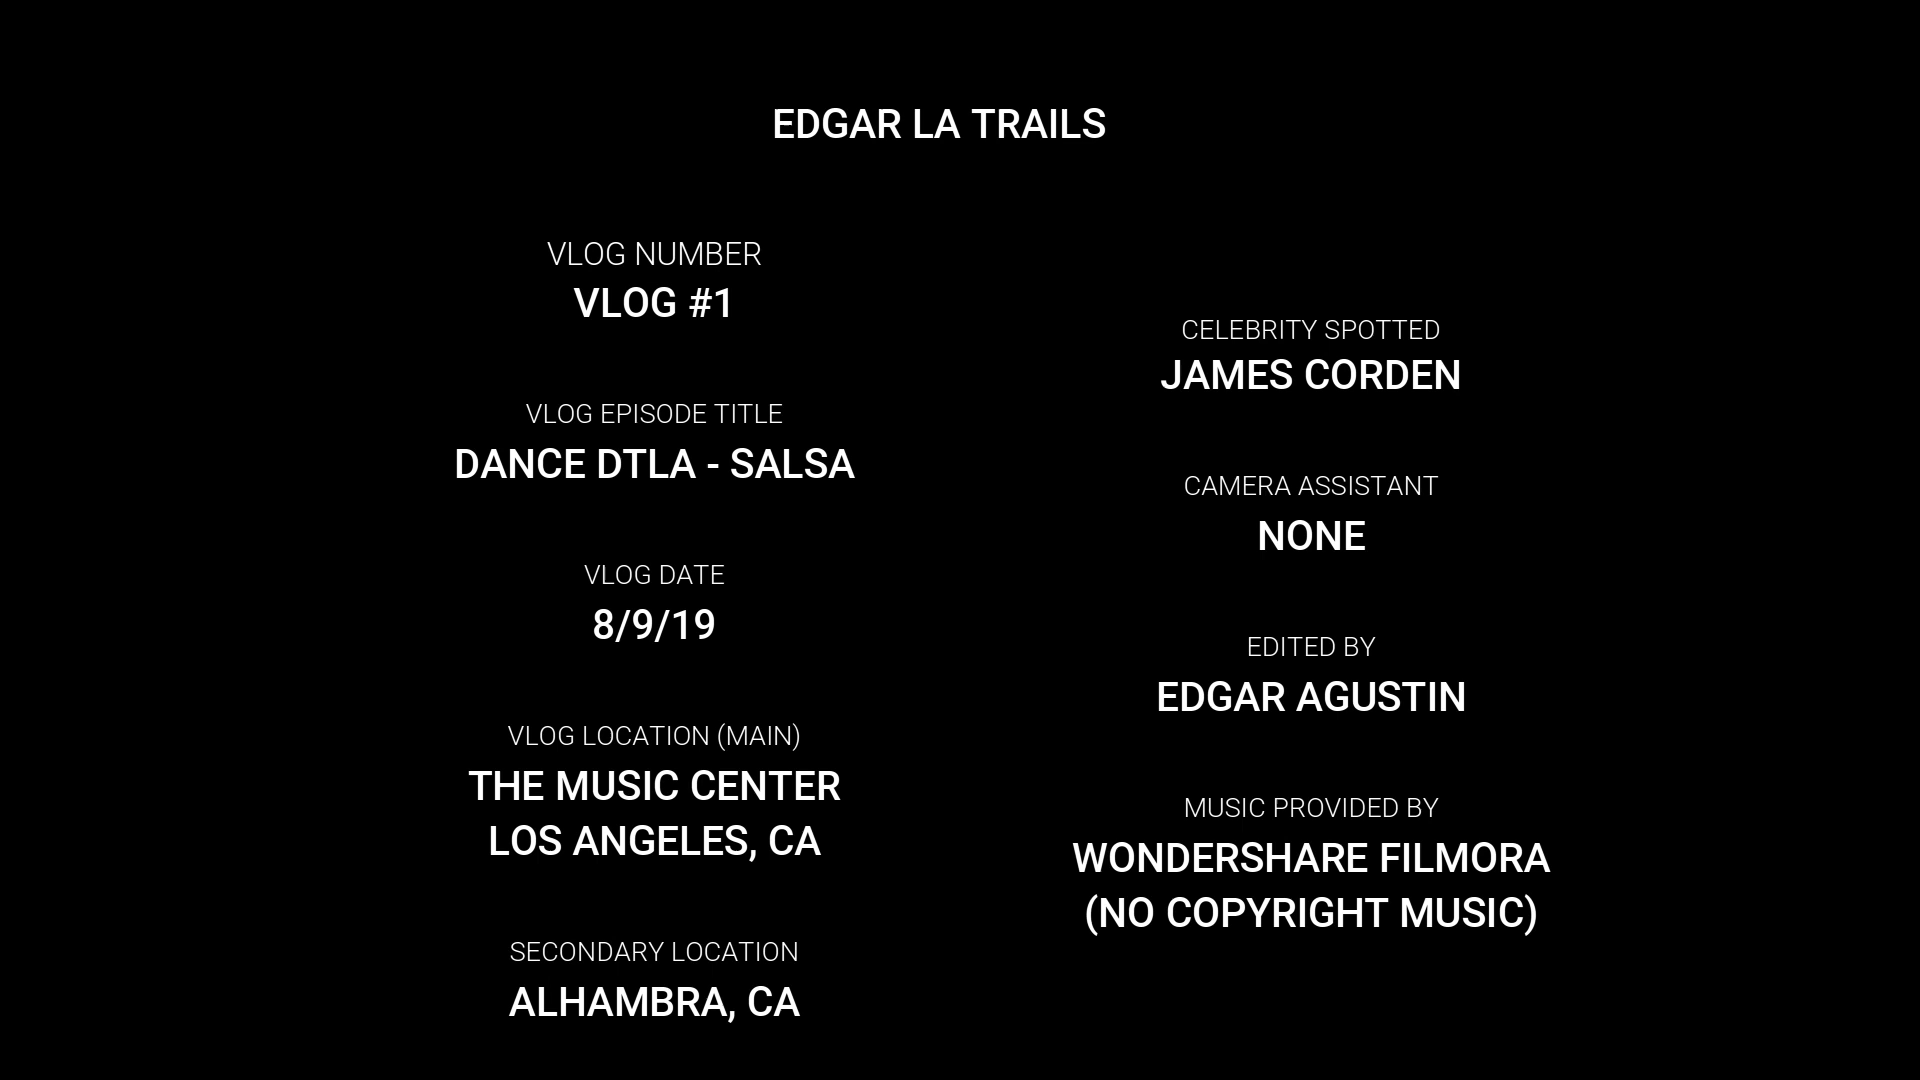 EDGAR LA TRAILS
VLOG NUMBER
VLOG #1
VLOG EPISODE TITLE
DANCE DTLA - SALSA
VLOG DATE
8/9/19
VLOG LOCATION (MAIN)
THE MUSIC CENTER
LOS ANGELES, CA
SECONDARY LOCATION
ALHAMBRA, CA
CELEBRITY SPOTTED
JAMES CORDEN
CAMERA ASSISTANT
NONE
EDITED BY
EDGAR AGUSTIN
MUSIC PROVIDED BY
WONDERSHARE FILMORA
(NO COPYRIGHT MUSIC)